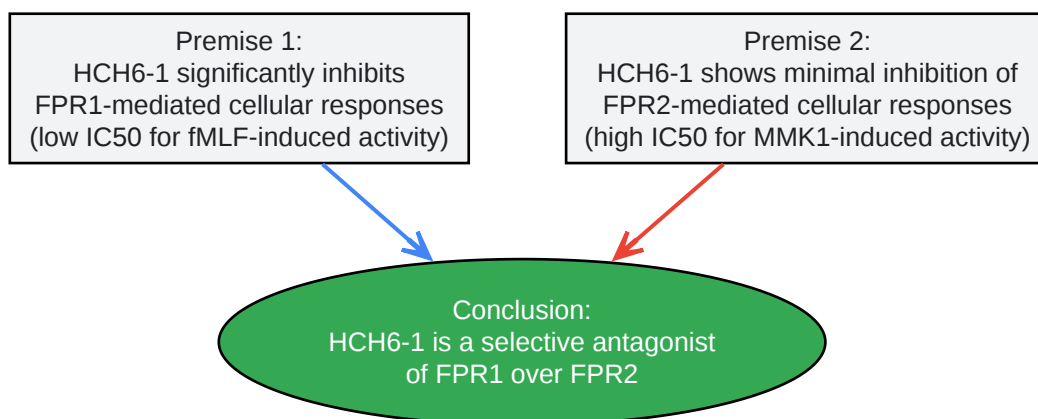 Premise 1:
HCH6-1 significantly inhibits
FPR1-mediated cellular responses
(low IC50 for fMLF-induced activity)
Premise 2:
HCH6-1 shows minimal inhibition of
FPR2-mediated cellular responses
(high IC50 for MMK1-induced activity)
Conclusion:
HCH6-1 is a selective antagonist
of FPR1 over FPR2